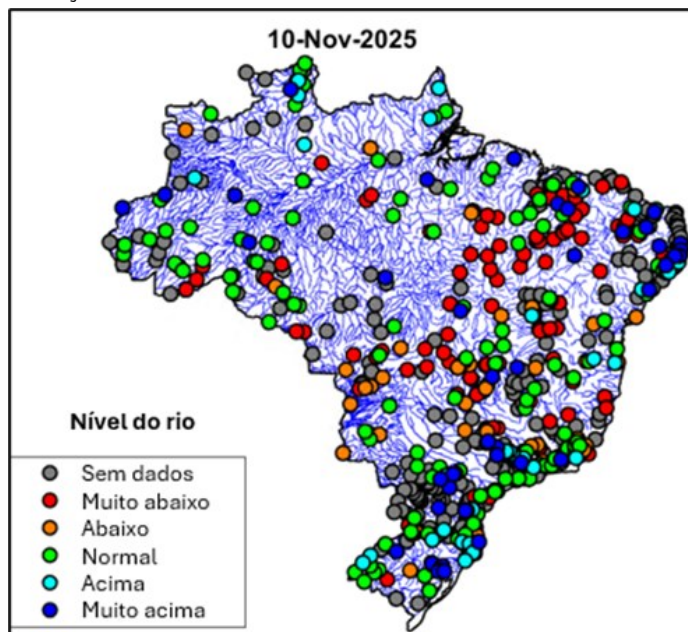 10-Nov-2025
Nível do rio
Sem dados
Muito abaixo
Abaixo
Normal
Acima
Muito acima